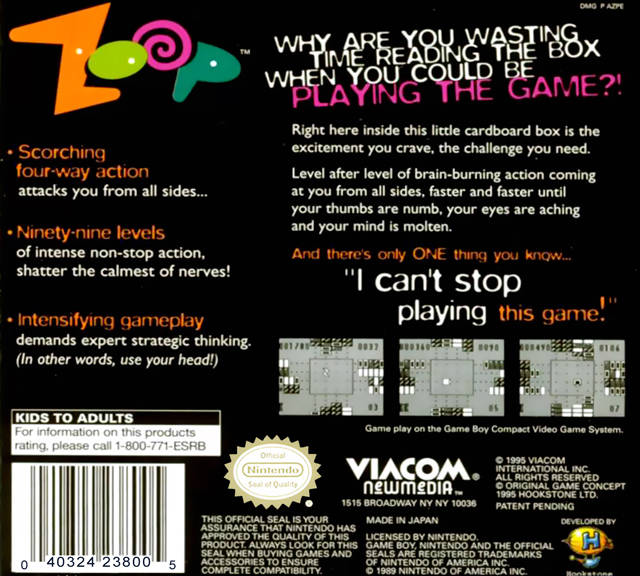 DMG P AZPE
ZOOP™
WHY ARE YOU WASTING
TIME READING THE BOX
WHEN YOU COULD BE
PLAYING THE GAME?!
Right here inside this little cardboard box is the
excitement you crave, the challenge you need.
Level after level of brain-burning action coming
at you from all sides, faster and faster until
your thumbs are numb, your eyes are aching
and your mind is molten.
And there's only ONE thing you know...
"I can't stop
playing this game!"
• Scorching
four-way action
attacks you from all sides...
• Ninety-nine levels
of intense non-stop action,
shatter the calmest of nerves!
• Intensifying gameplay
demands expert strategic thinking.
(In other words, use your head!)
0037
03
0090
05
0106
07
Game play on the Game Boy Compact Video Game System.
KIDS TO ADULTS
For information on this products
rating, please call 1-800-771-ESRB
0 40324 23800 5
Official
Nintendo
Seal of Quality
THIS OFFICIAL SEAL IS YOUR
ASSURANCE THAT NINTENDO HAS
APPROVED THE QUALITY OF THIS
PRODUCT. ALWAYS LOOK FOR THIS
SEAL WHEN BUYING GAMES AND
ACCESSORIES TO ENSURE
COMPLETE COMPATIBILITY.
VIACOM®
newmedia™
1515 BROADWAY NY NY 10036
MADE IN JAPAN
LICENSED BY NINTENDO.
GAME BOY, NINTENDO AND THE OFFICIAL
SEALS ARE REGISTERED TRADEMARKS
OF NINTENDO OF AMERICA INC.
© 1989 NINTENDO OF AMERICA INC.
© 1995 VIACOM
INTERNATIONAL INC.
ALL RIGHTS RESERVED
© ORIGINAL GAME CONCEPT
1995 HOOKSTONE LTD.
PATENT PENDING
DEVELOPED BY
H
Hookstone